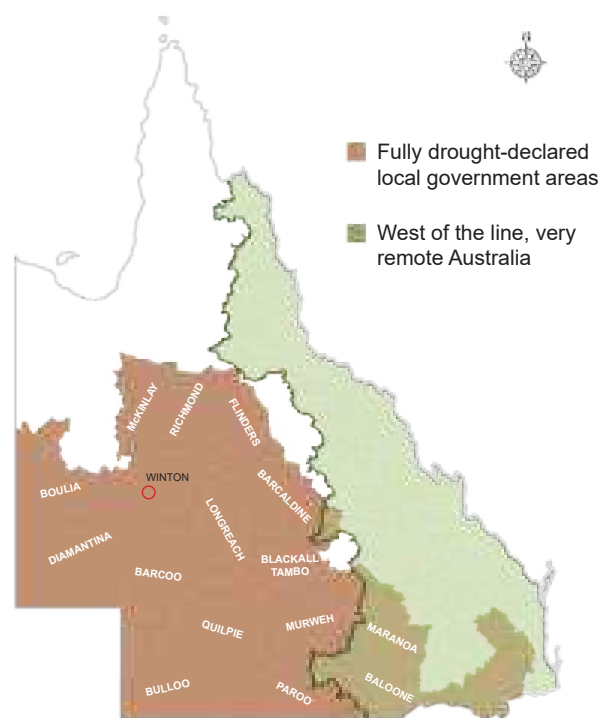 N
Fully drought-declared
local government areas
West of the line, very
remote Australia
McKINLAY
RICHMOND
FLINDERS
WINTON
BOULIA
BARCALDINE
LONGREACH
DIAMANTINA
BLACKALL
TAMBO
BARCOO
QUILPIE
MURWEH
MARANOA
BALOONE
BULLOO
PAROO